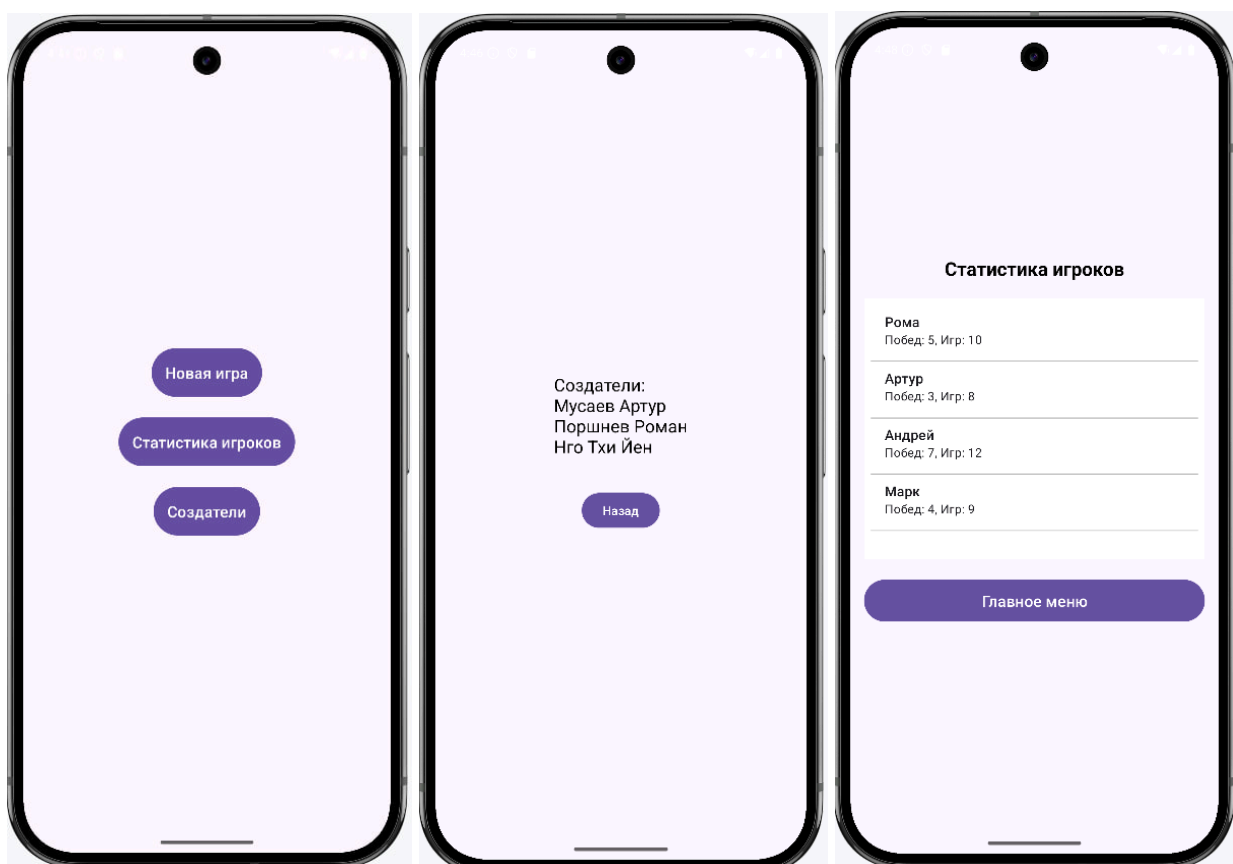 Новая игра
Статистика игроков
Создатели
Создатели:
Мусаев Артур
Поршнев Роман
Нго Тхи Йен
Назад
Статистика игроков
Рома
Побед: 5, Игр: 10
Артур
Побед: 3, Игр: 8
Андрей
Побед: 7, Игр: 12
Марк
Побед: 4, Игр: 9
Главное меню